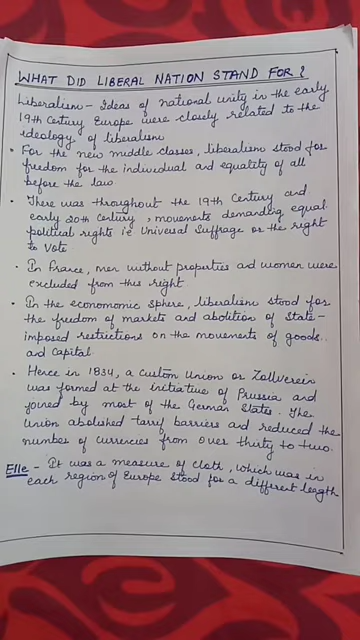 WHAT DID LIBERAL NATION STAND FOR?
Liberalism - Ideas of national unity in the early
19th Century Europe were closely related to the
ideology of liberalism
• For the new middle classes, liberalism stood for
freedom for the individual and equality of all
before the law.
• There was throughout the 19th Century and
early 20th Century, movements demanding equal
political rights ie Universal Suffrage or the right
to Vote.
• In France, men without properties and women were
excluded from this right
• In the econonomic sphere, liberalism stood for
the freedom of markets and abolition of State-
imposed restrictions on the movements of goods
and capital.
• Hence in 1834, a custom Union or Zollverein
was formed at the initiative of Prussia and
joined by most of the German States. The
union abolished tarrif barriers and reduced the
number of currencies from over thirty to two.
Elle - It was a measure of cloth, which was in
each region of Europe stood for a different length